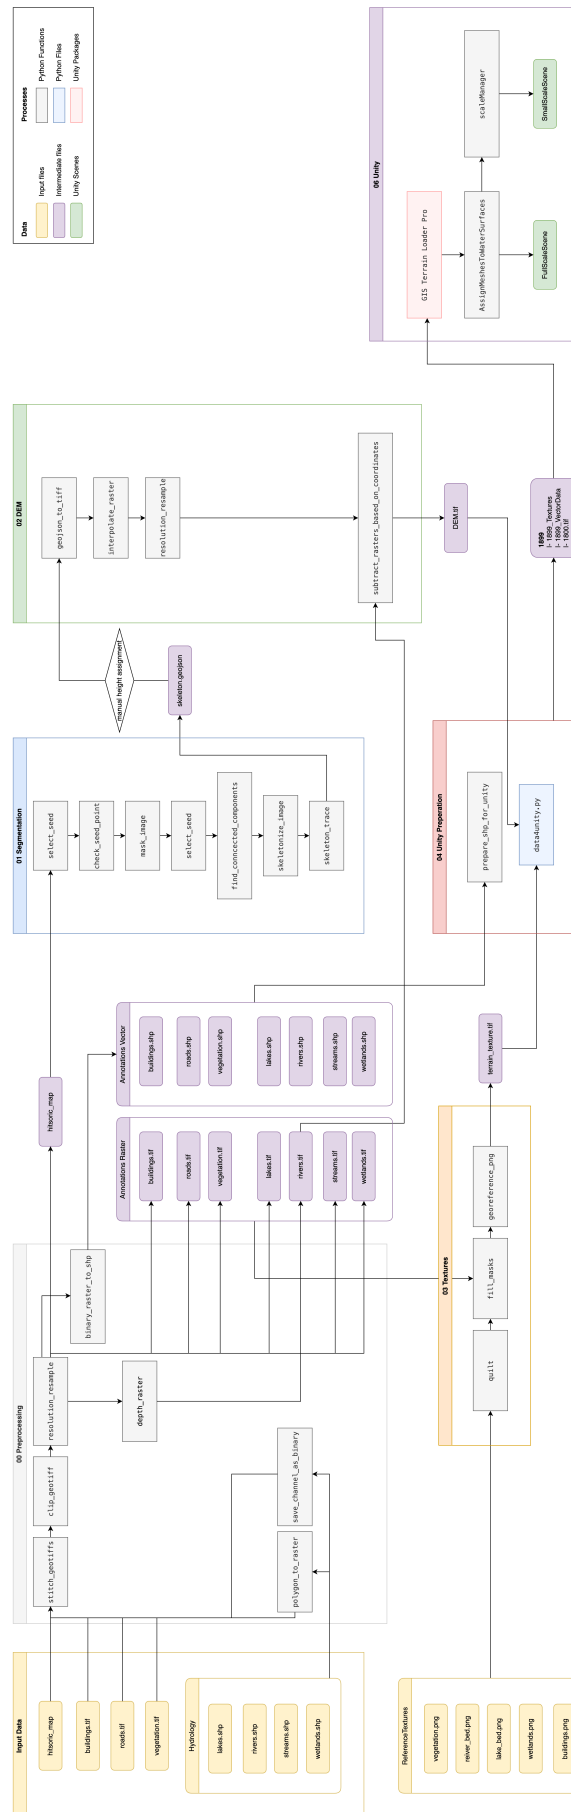 Input Data
hitsoric_map
buildings.tif
roads.tif
vegetation.tif
Hydrology
lakes.shp
rivers.shp
streams.shp
wetlands.shp
ReferenceTextures
vegetation.png
reiver_bed.png
lake_bed.png
wetlands.png
buildings.png
00 Preprocessing
stitch_geotiffs
clip_geotiff
resolution_resample
binary_raster_to_shp
depth_raster
polygon_to_raster
save_channel_as_binary
hitsoric_map
Annotations Raster
buildings.tif
roads.tif
vegetation.tif
lakes.tif
rivers.tif
streams.tif
wetlands.tif
Annotations Vector
buildings.shp
roads.shp
vegetation.shp
lakes.shp
rivers.shp
streams.shp
wetlands.shp
03 Textures
quilt
fill_masks
georeference_png
terrain_texture.tif
01 Segmentation
select_seed
check_seed_point
mask_image
select_seed
find_conncected_components
skeletonize_image
skeleton_trace
skeleton.geojson
manual height assignment
04 Unity Preperation
prepare_shp_for_unity
data4unity.py
02 DEM
geojson_to_tiff
interpolate_raster
resolution_resample
subtract_rasters_based_on_coordinates
DEM.tif
1899
I- 1899_Textures
I- 1899_VectorData
I- 1800.tif
06 Unity
GIS Terrain Loader Pro
AssignMeshesToWaterSurfaces
scaleManager
FullScaleScene
SmallScaleScene
Data
Input files
Intermediate files
Unity Scenes
Processes
Python Functions
Python Files
Unity Packages